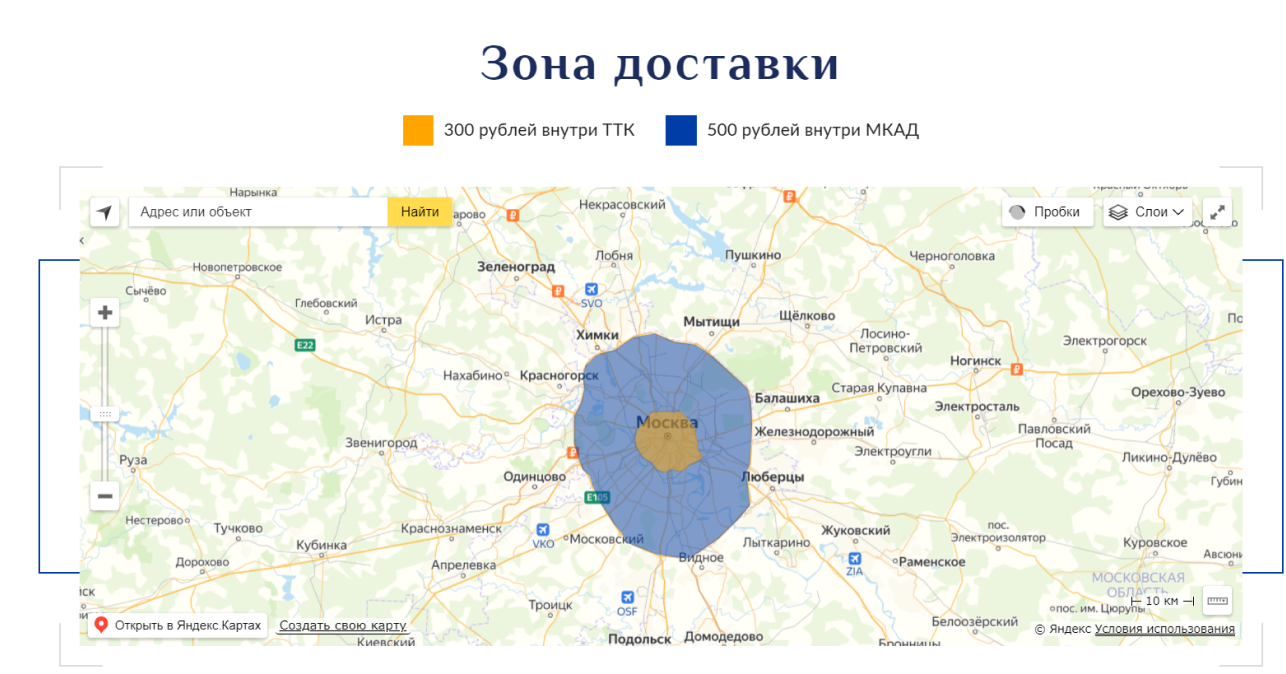 Зона доставки
300 рублей внутри ТТК
500 рублей внутри МКАД
Нарынка
Некрасовский
Адрес или объект
Найти
арово
Пробки
Слои
Лобня
Пушкино
Черноголовка
Зеленоград
Новопетровское
Сычёво
SVO
Глебовский
Истра
Щёлково
Мытищи
Химки
Лосино-
Петровский
Электрогорск
E22
Ногинск
Нахабино
Красногорск
Старая Купавна
Орехово-Зуево
Балашиха
Электросталь
Москва
Железнодорожный
Павловский
Посад
Звенигород
Электроугли
Руза
Ликино-Дулёво
Одинцово
Люберцы
E105
Нестерово
Тучково
Краснознаменск
VKO
Московский
Лыткарино
Жуковский
пос.
Электроизолятор
Кубинка
Куровское
Дорохово
Апрелевка
Видное
ZIA
Раменское
МОСКОВСКАЯ
ОБЛАСТЬ
10 км
Троицк
OSF
пос. им. Цюрупы
Открыть в Яндекс.Картах
Создать свою карту
Белоозёрский
© Яндекс Условия использования
Киевский
Подольск
Домодедово
Бронницы